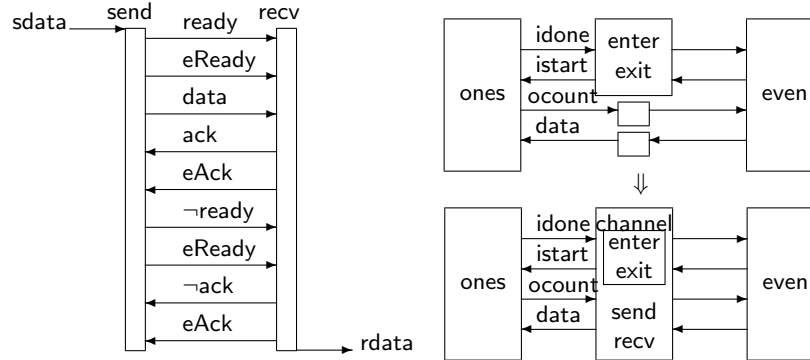 send
recv
sdata
ready
eReady
data
ack
eAck
¬ready
eReady
¬ack
eAck
rdata
ones
idone
istart
ocount
data
enter
exit
even
⇓
ones
idone
istart
ocount
data
channel
enter
exit
send
recv
even